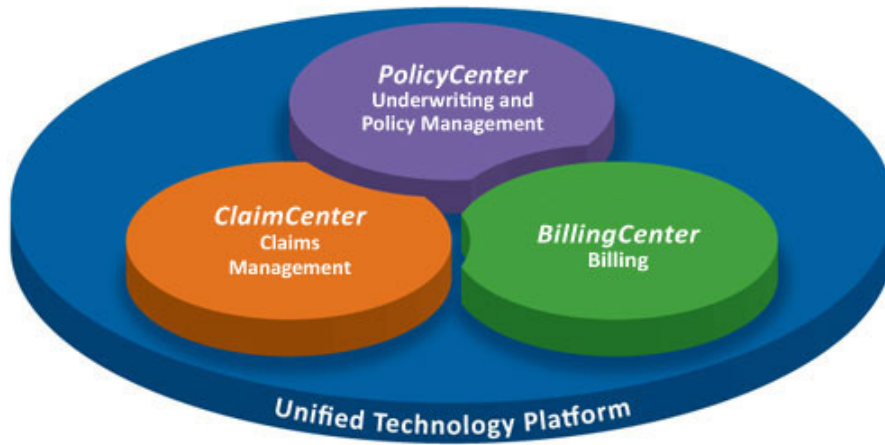 PolicyCenter
Underwriting and
Policy Management
ClaimCenter
Claims
Management
BillingCenter
Billing
Unified Technology Platform